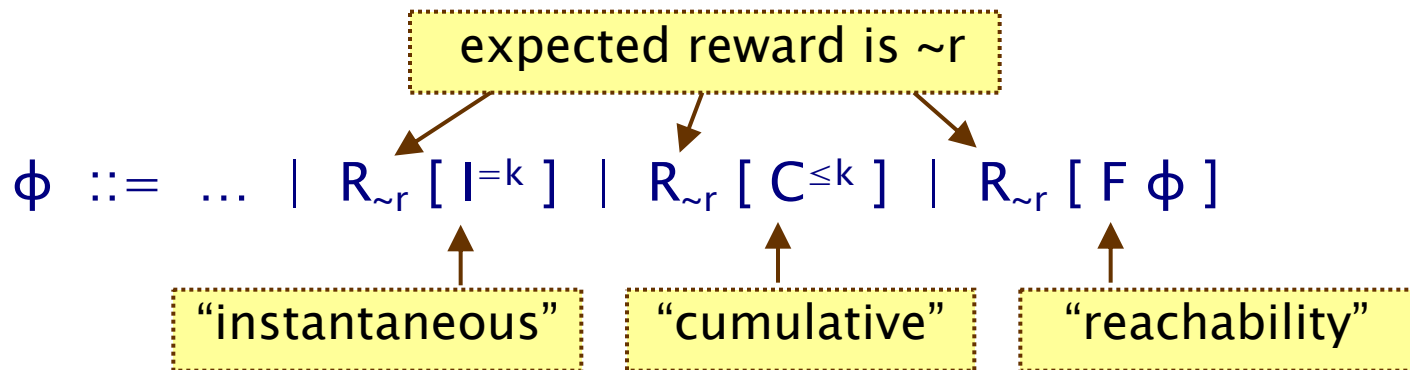 expected reward is ~r
ϕ ::= … | R~r [ I=k ] | R~r [ C≤k ] | R~r [ F ϕ ]
“instantaneous” “cumulative” “reachability”